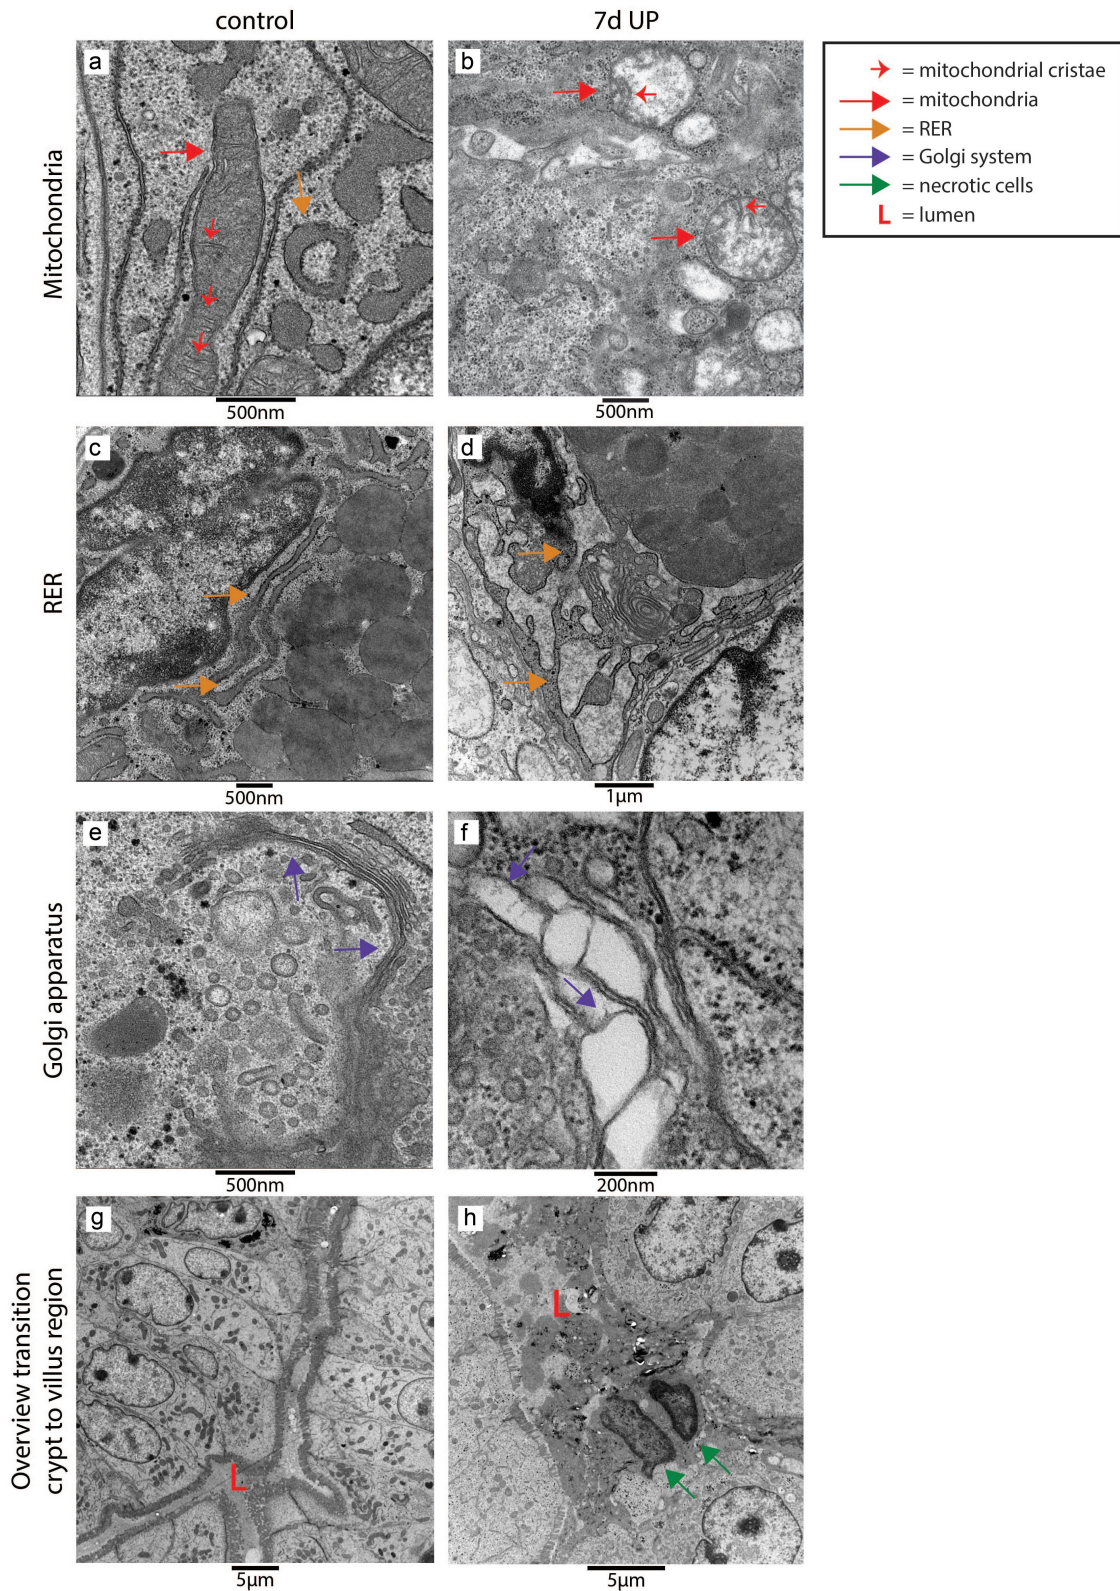 control
7d UP
a
b
= mitochondrial cristae
= mitochondria
= RER
= Golgi system
= necrotic cells
L = lumen
Mitochondria
500nm
500nm
c
d
RER
500nm
1μm
e
f
Golgi apparatus
500nm
200nm
g
h
L
L
Overview transition
crypt to villus region
5μm
5μm